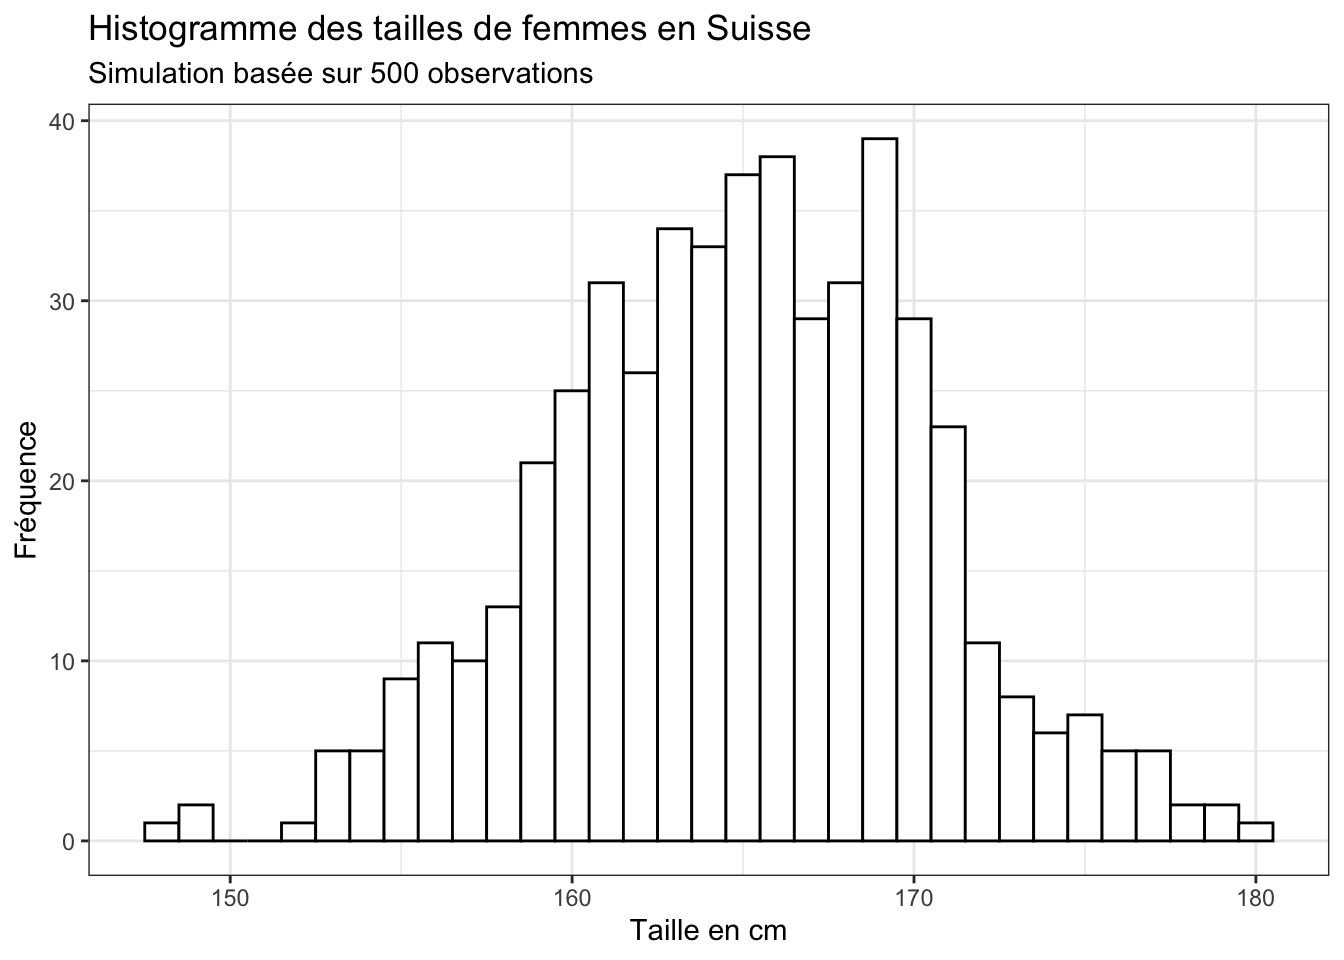 Histogramme des tailles de femmes en Suisse
Simulation basée sur 500 observations
40
30
20
10
0
Fréquence
150 160 170 180
Taille en cm